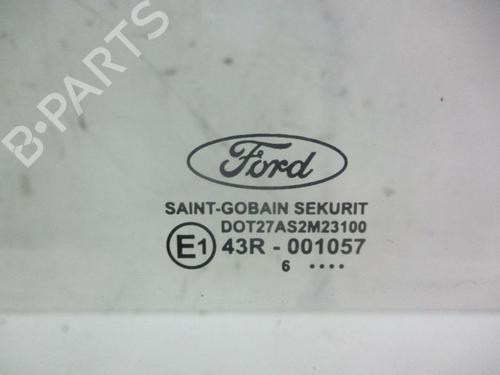 B-PARTS
Ford
SAINT-GOBAIN SEKURIT
DOT27AS2M23100
E1 43R - 001057
6 ••••